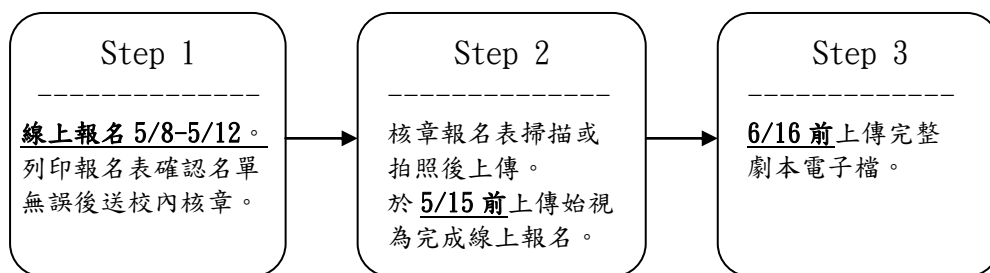 Step 1
--------------
線上報名 5/8-5/12。
列印報名表確認名單
無誤後送校內核章。
Step 2
--------------
核章報名表掃描或
拍照後上傳。
於 5/15 前上傳始視
為完成線上報名。
Step 3
-------------
6/16 前上傳完整
劇本電子檔。